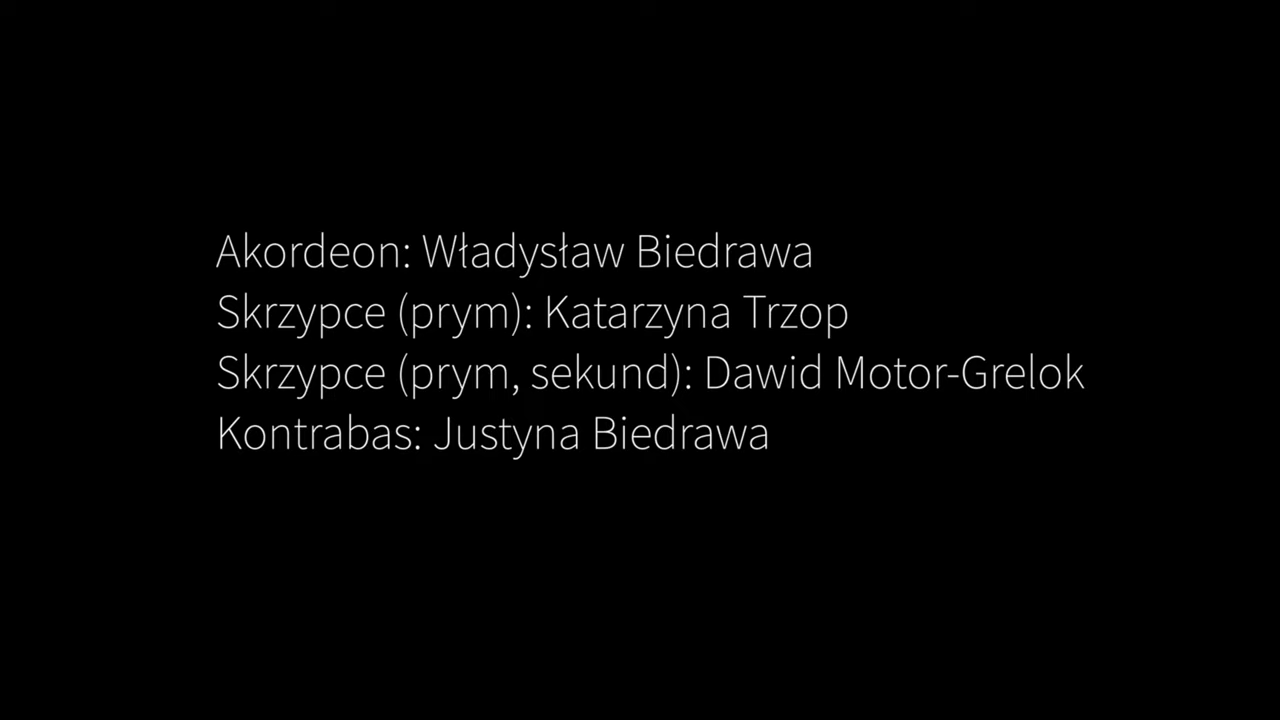 Akordeon: Władysław Biedrawa
Skrzypce (prym): Katarzyna Trzop
Skrzypce (prym, sekund): Dawid Motor-Grelok
Kontrabas: Justyna Biedrawa